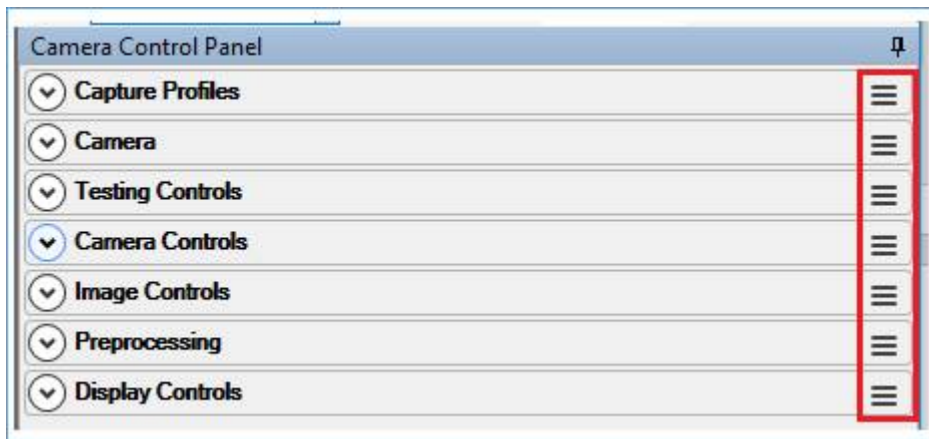 Camera Control Panel
Capture Profiles
Camera
Testing Controls
Camera Controls
Image Controls
Preprocessing
Display Controls